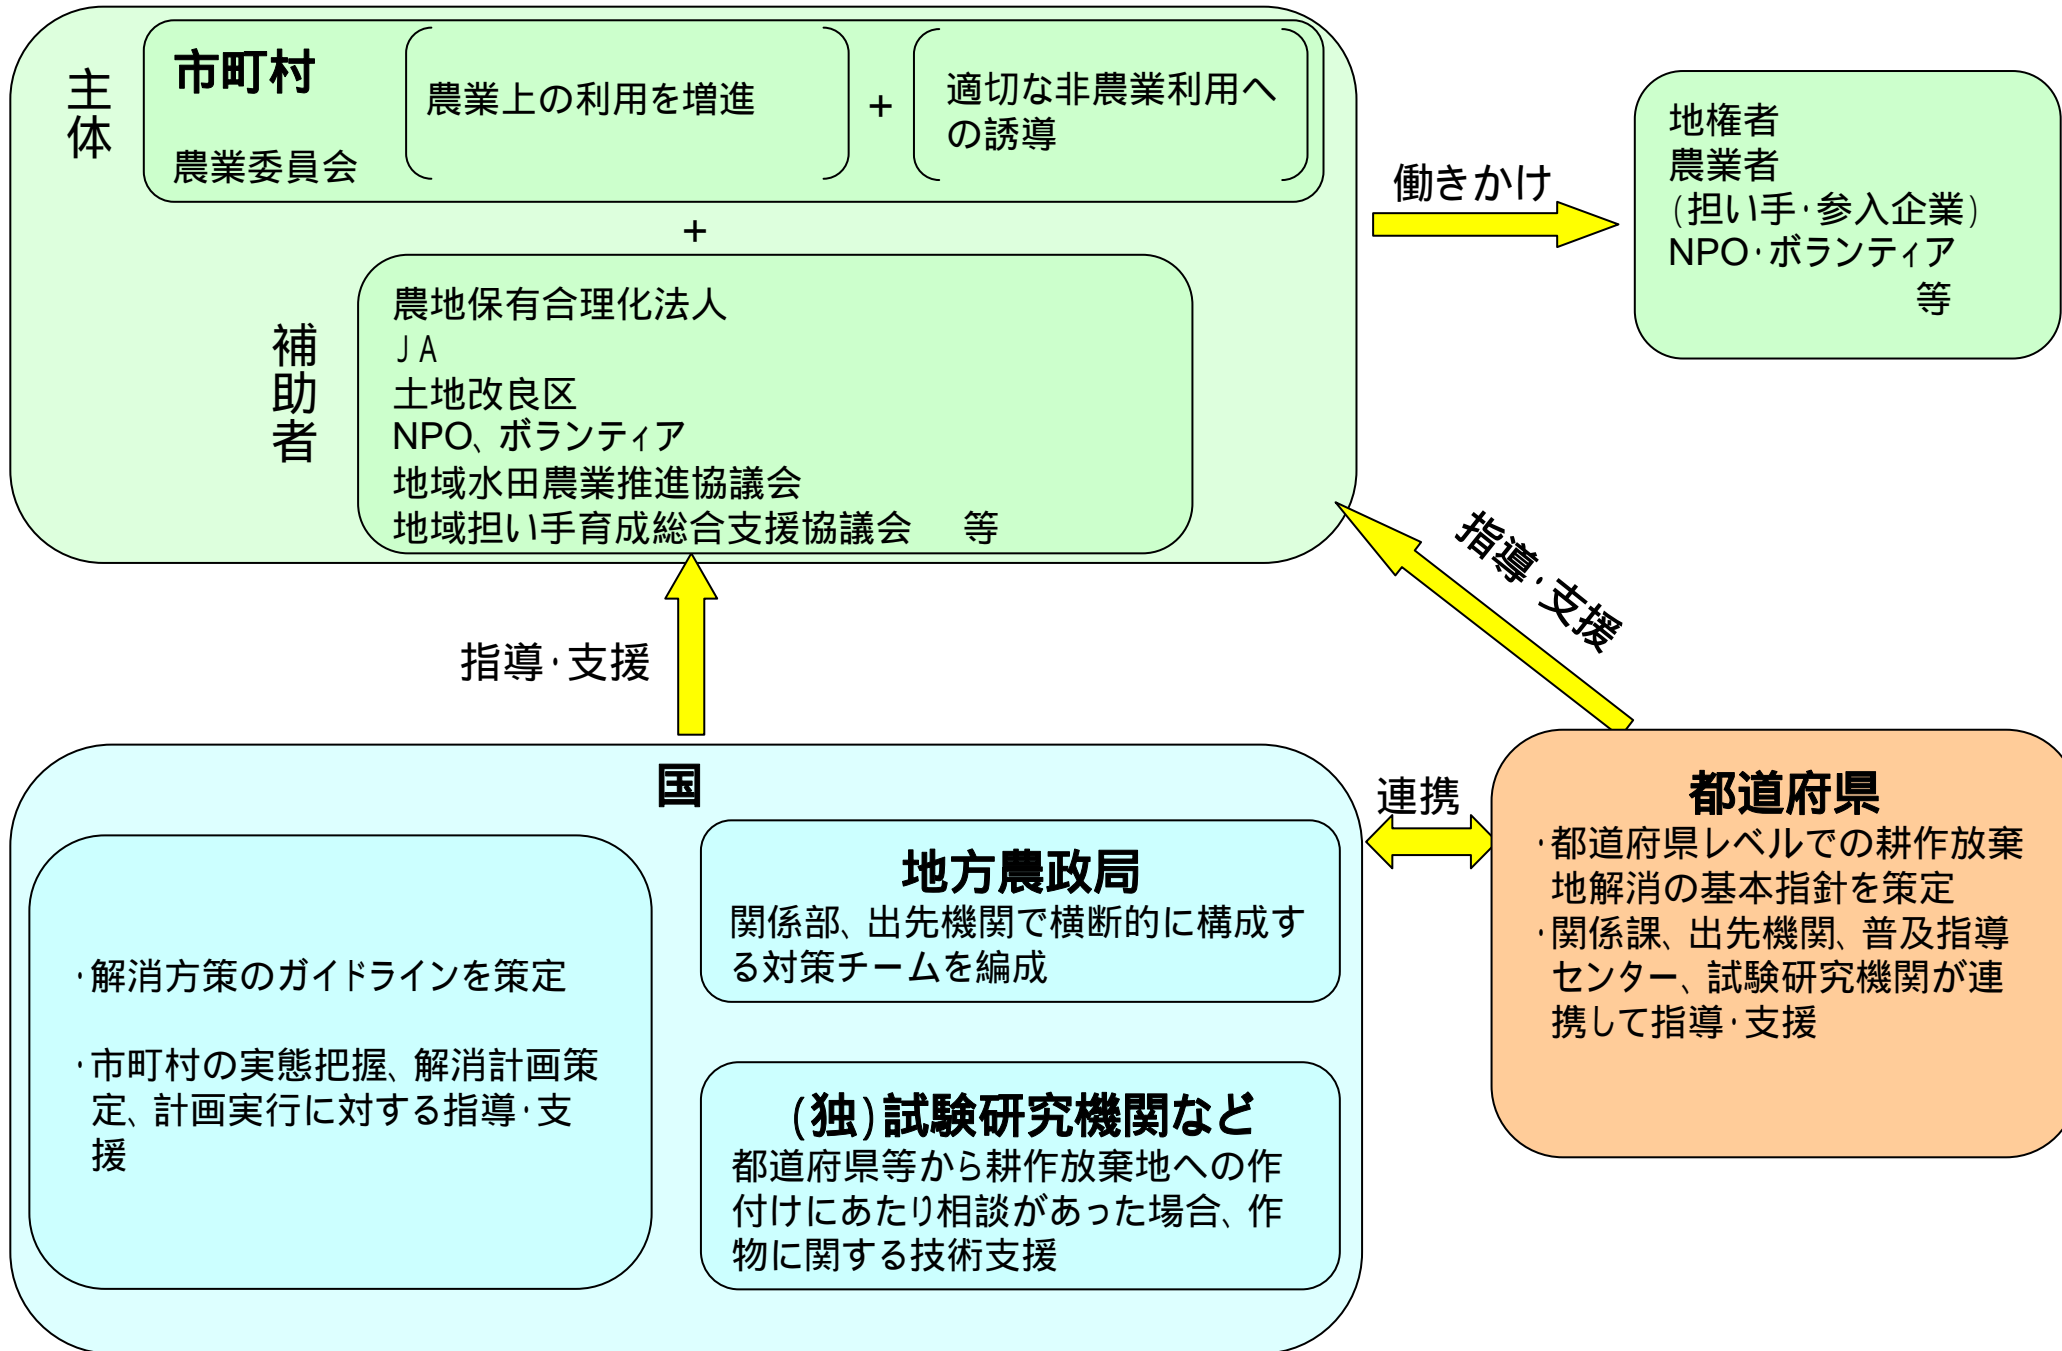 主体
市町村
農業委員会
農業上の利用を増進
+
適切な非農業利用へ
の誘導
+
補助者
農地保有合理化法人
JA
土地改良区
NPO、ボランティア
地域水田農業推進協議会
地域担い手育成総合支援協議会 等
働きかけ
地権者
農業者
(担い手・参入企業)
NPO・ボランティア
等
指導・支援
指導・支援
国
・解消方策のガイドラインを策定
・市町村の実態把握、解消計画策
定、計画実行に対する指導・支
援
地方農政局
関係部、出先機関で横断的に構成す
る対策チームを編成
(独)試験研究機関など
都道府県等から耕作放棄地への作
付けにあたり相談があった場合、作
物に関する技術支援
連携
都道府県
・都道府県レベルでの耕作放棄
地解消の基本指針を策定
・関係課、出先機関、普及指導
センター、試験研究機関が連
携して指導・支援